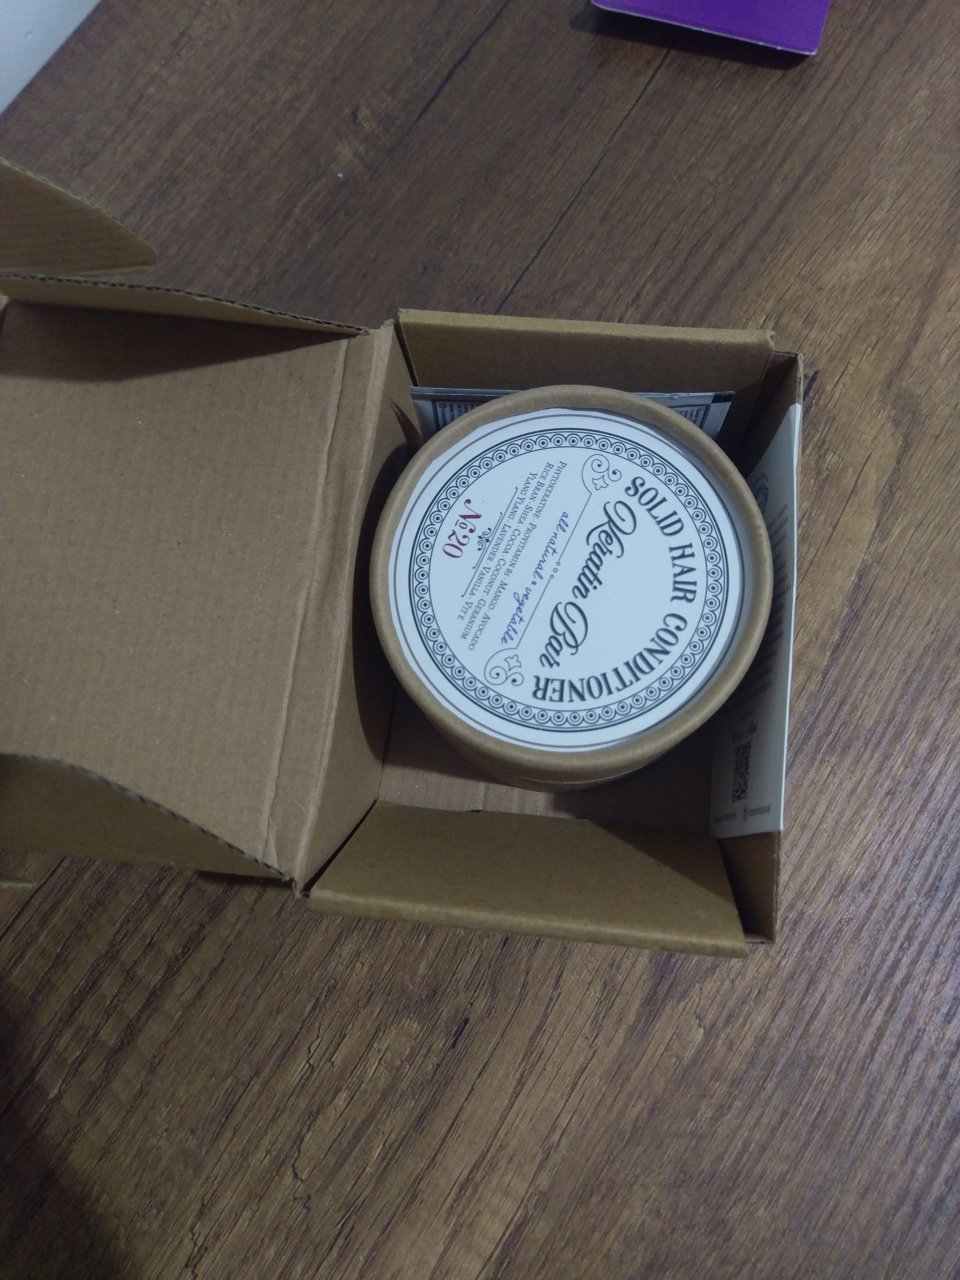 SOLID HAIR CONDITIONER
Keratin Bar
all natural & vegetable
Phytokeratine · Provitamin B5 · Mango · Avocado
Rice Bran · Shea · Cocoa · Coconut · Geranium
Ylang Ylang · Lavender · Vanilla · Vit E
No20